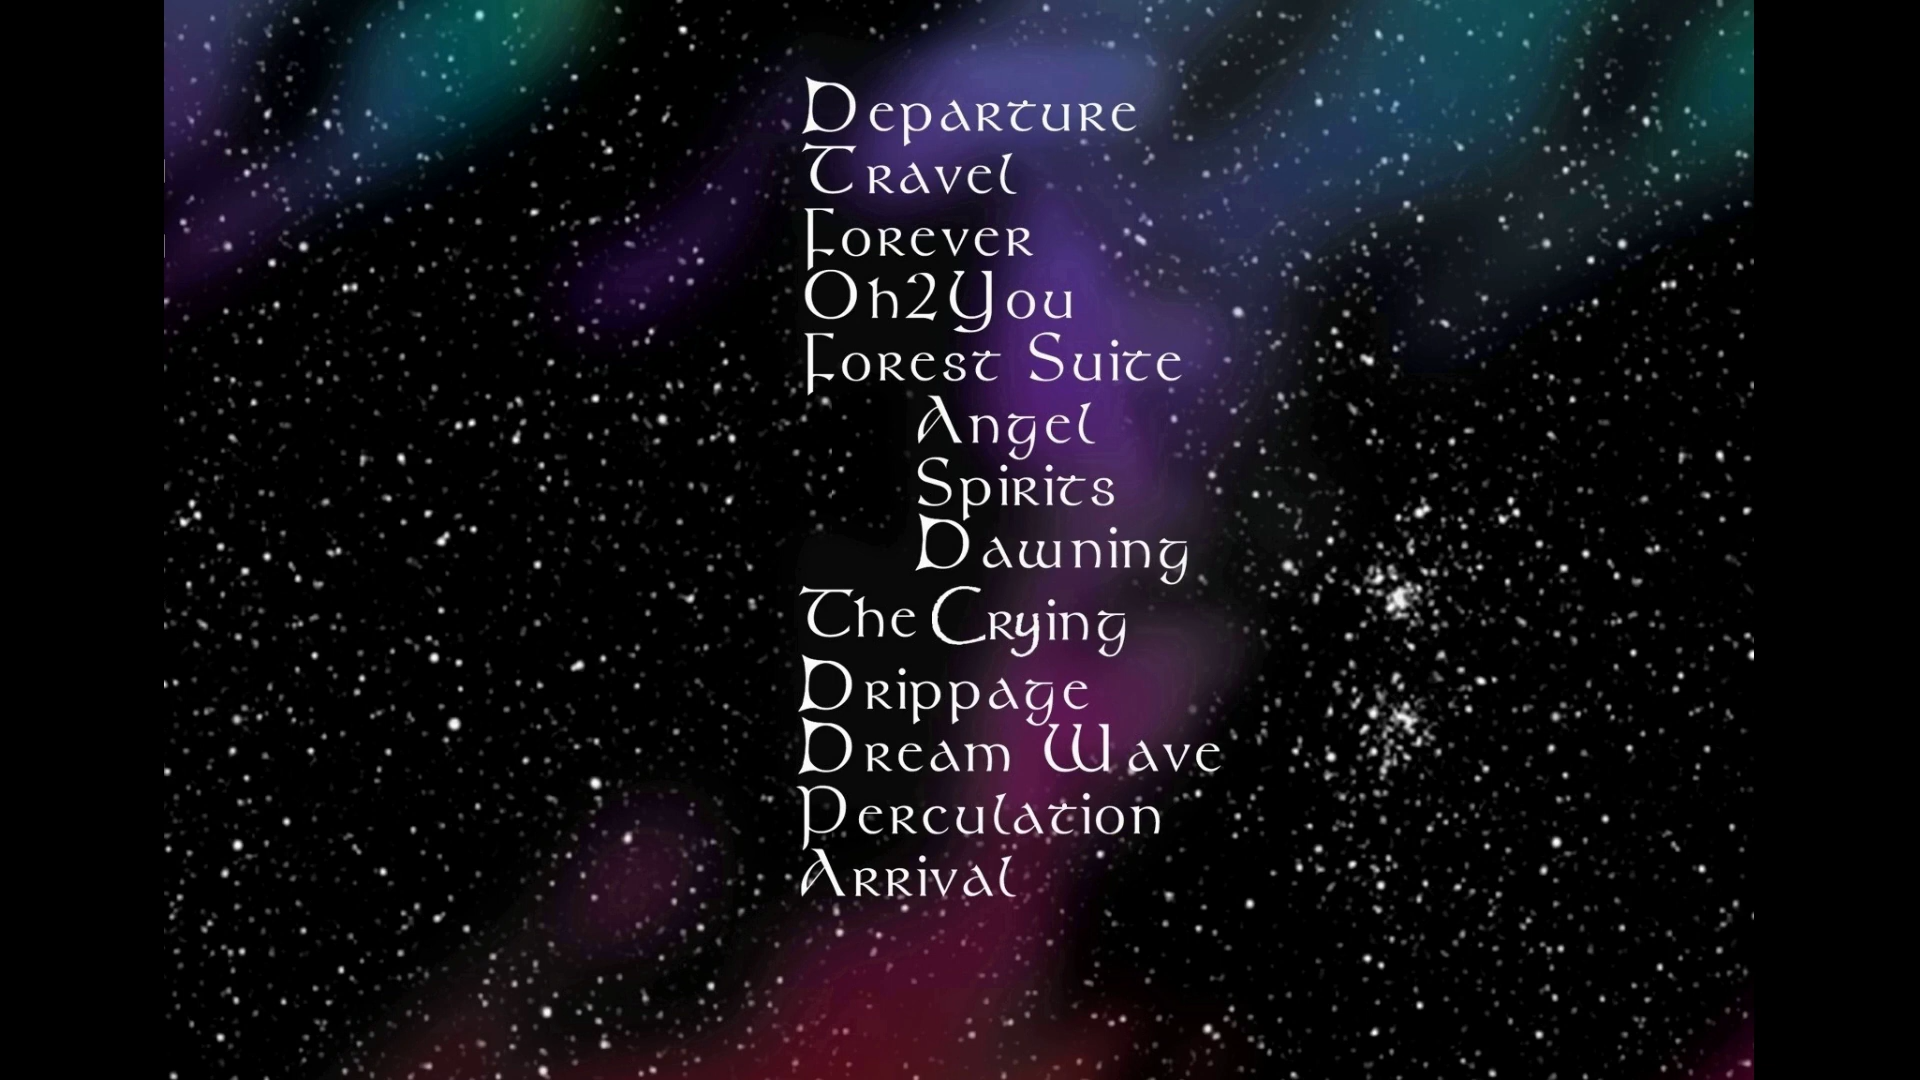 Departure
Travel
Forever
Oh2You
Forest Suite
Angel
Spirits
Dawning
The Crying
Drippage
Dream Wave
Perculation
Arrival